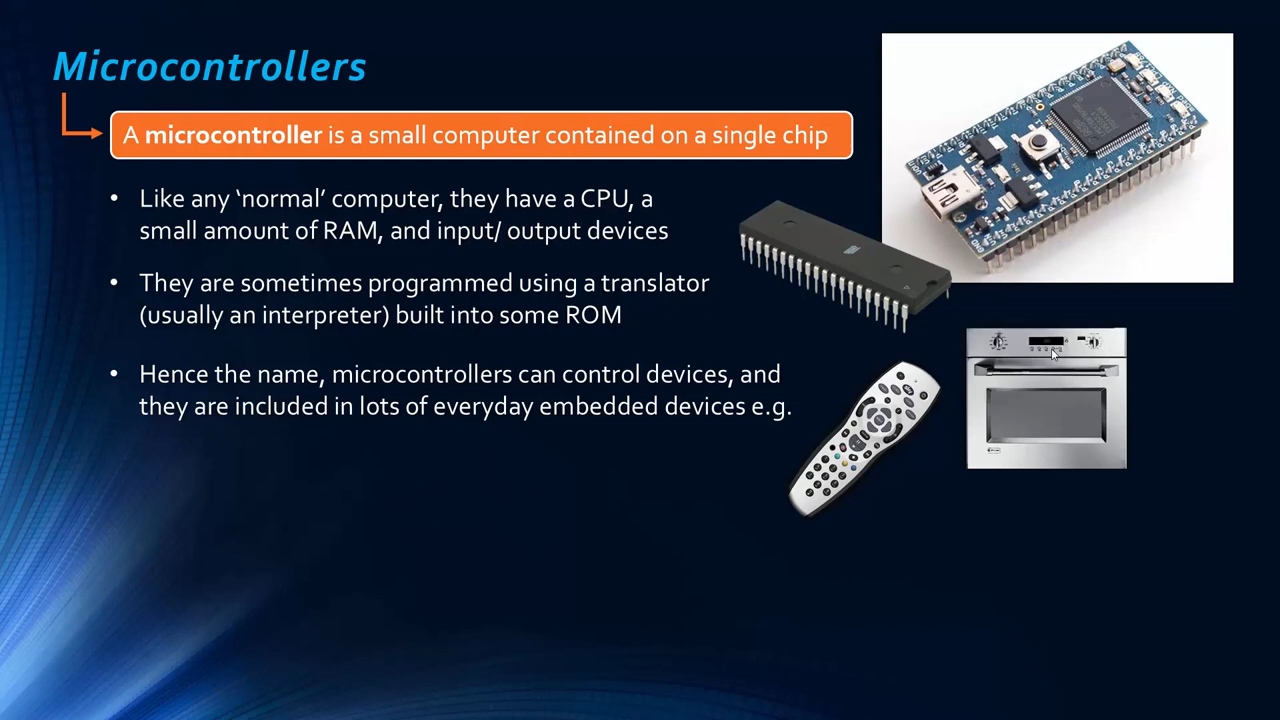 Microcontrollers
A microcontroller is a small computer contained on a single chip
• Like any ‘normal’ computer, they have a CPU, a
small amount of RAM, and input/ output devices
• They are sometimes programmed using a translator
(usually an interpreter) built into some ROM
• Hence the name, microcontrollers can control devices, and
they are included in lots of everyday embedded devices e.g.